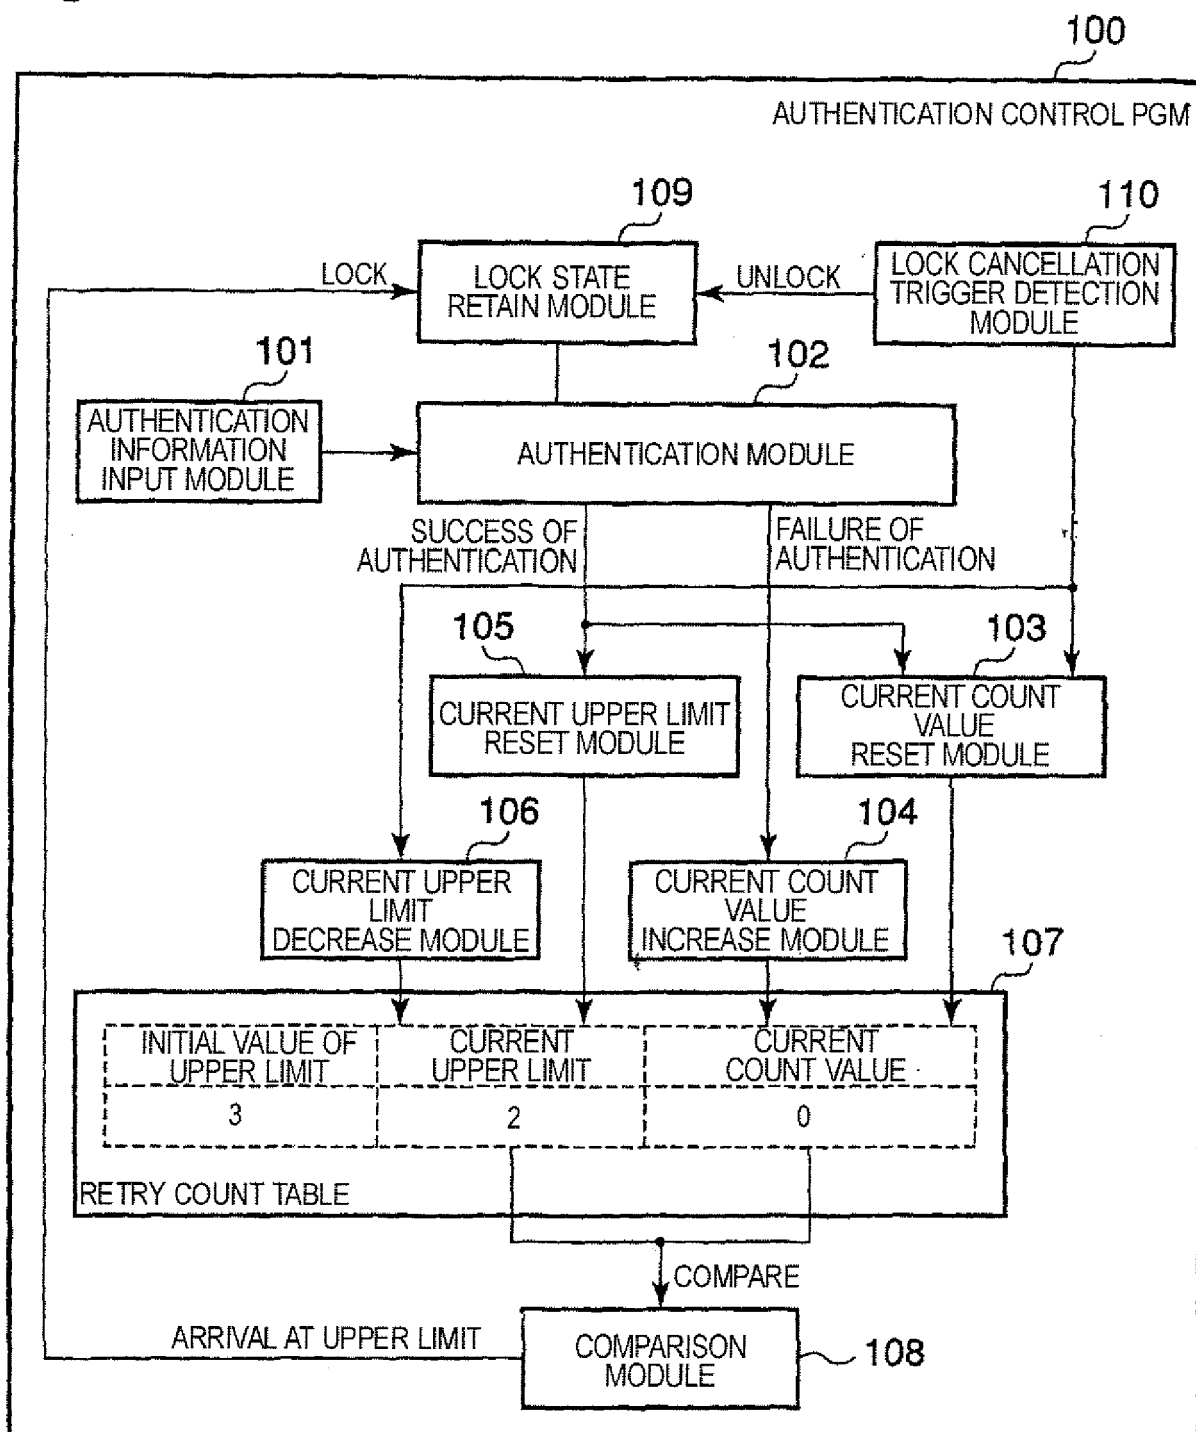 100
AUTHENTICATION CONTROL PGM
109
110
LOCK
LOCK STATE
RETAIN MODULE
UNLOCK
LOCK CANCELLATION
TRIGGER DETECTION
MODULE
101
102
AUTHENTICATION
INFORMATION
INPUT MODULE
AUTHENTICATION MODULE
SUCCESS OF
AUTHENTICATION
FAILURE OF
AUTHENTICATION
105
103
CURRENT UPPER LIMIT
RESET MODULE
CURRENT COUNT
VALUE
RESET MODULE
106
104
CURRENT UPPER
LIMIT
DECREASE MODULE
CURRENT COUNT
VALUE
INCREASE MODULE
107
INITIAL VALUE OF
UPPER LIMIT
CURRENT
UPPER LIMIT
CURRENT
COUNT VALUE
3
2
0
RETRY COUNT TABLE
COMPARE
ARRIVAL AT UPPER LIMIT
COMPARISON
MODULE
108